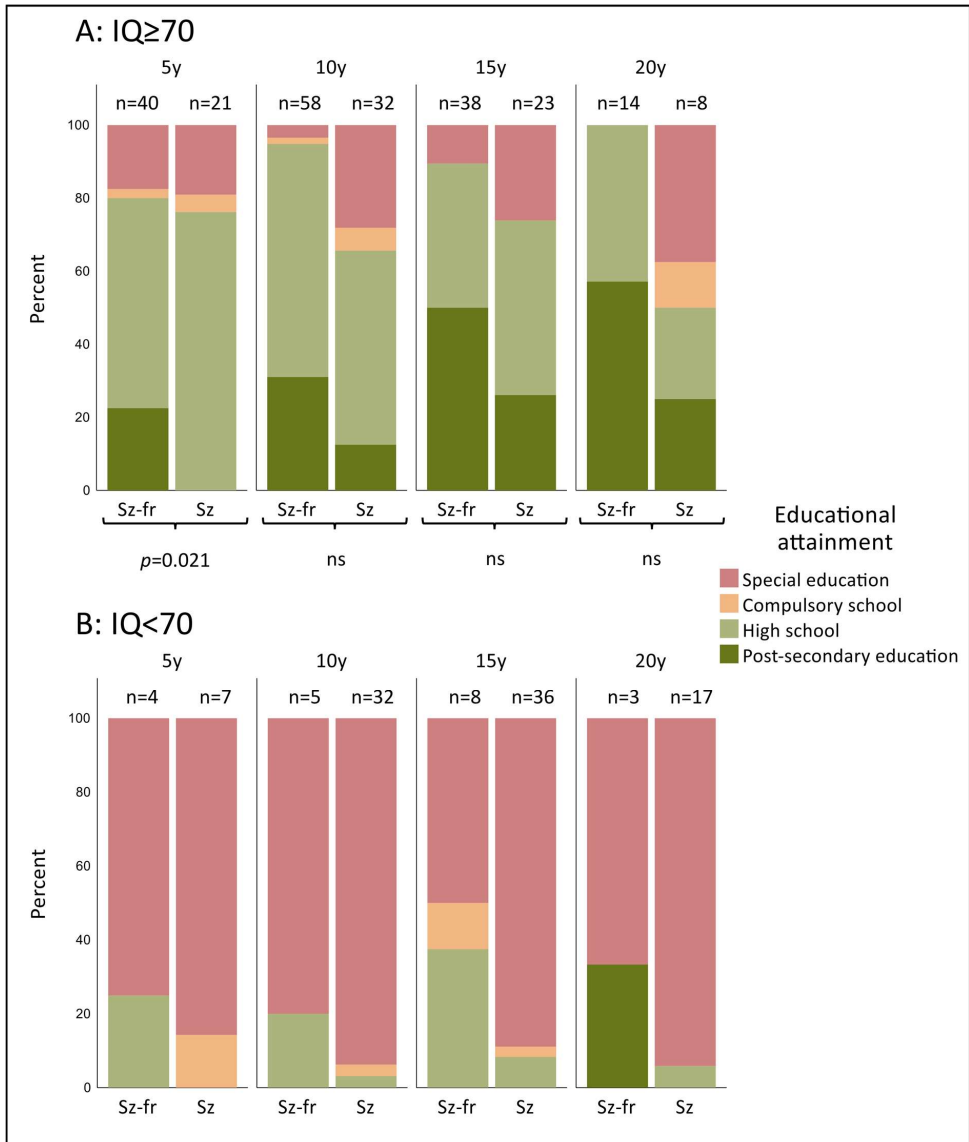 A: IQ≥70
5y 10y 15y 20y
n=40 n=21 n=58 n=32 n=38 n=23 n=14 n=8
Percent
100
80
60
40
20
0
Sz-fr Sz Sz-fr Sz Sz-fr Sz Sz-fr Sz
p=0.021 ns ns ns
Educational
attainment
Special education
Compulsory school
High school
Post-secondary education
B: IQ<70
5y 10y 15y 20y
n=4 n=7 n=5 n=32 n=8 n=36 n=3 n=17
Percent
100
80
60
40
20
0
Sz-fr Sz Sz-fr Sz Sz-fr Sz Sz-fr Sz